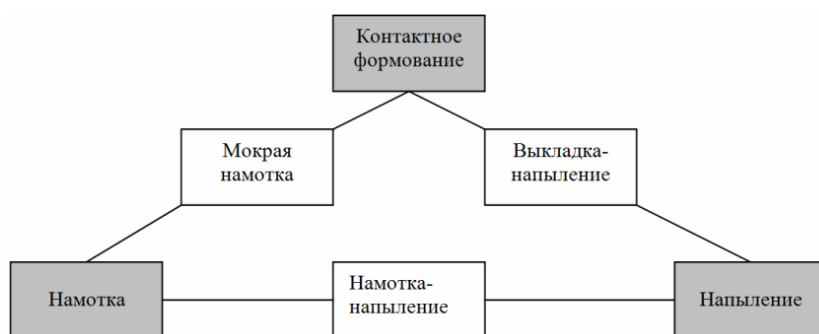 Контактное
формование
Мокрая
намотка
Выкладка-
напыление
Намотка
Намотка-
напыление
Напыление